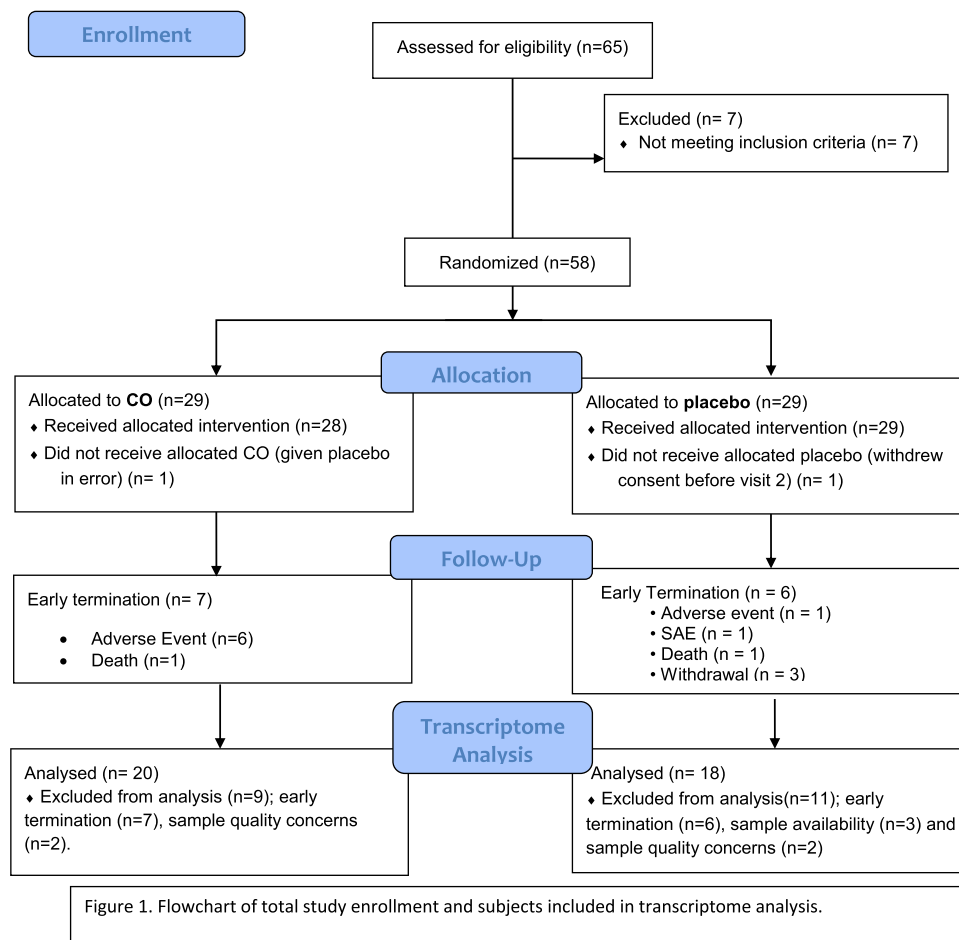 Enrollment
Assessed for eligibility (n=65)
Excluded (n= 7)
♦ Not meeting inclusion criteria (n= 7)
Randomized (n=58)
Allocation
Allocated to CO (n=29)
♦ Received allocated intervention (n=28)
♦ Did not receive allocated CO (given placebo
in error) (n= 1)
Allocated to placebo (n=29)
♦ Received allocated intervention (n=29)
♦ Did not receive allocated placebo (withdrew
consent before visit 2) (n= 1)
Follow-Up
Early termination (n= 7)
• Adverse Event (n=6)
• Death (n=1)
Early Termination (n = 6)
• Adverse event (n = 1)
• SAE (n = 1)
• Death (n = 1)
• Withdrawal (n = 3)
Transcriptome
Analysis
Analysed (n= 20)
♦ Excluded from analysis (n=9); early
termination (n=7), sample quality concerns
(n=2).
Analysed (n= 18)
♦ Excluded from analysis(n=11); early
termination (n=6), sample availability (n=3) and
sample quality concerns (n=2)
Figure 1. Flowchart of total study enrollment and subjects included in transcriptome analysis.